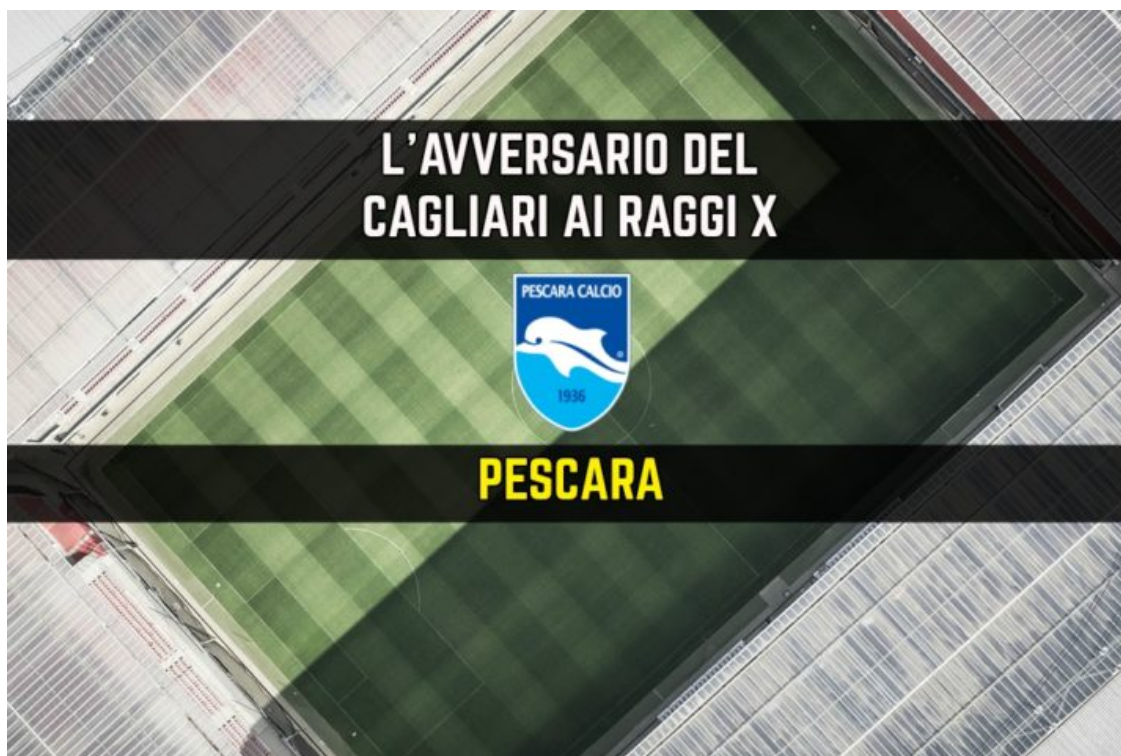 L'AVVERSARIO DEL
CAGLIARI AI RAGGI X
PESCARA CALCIO
1936
PESCARA